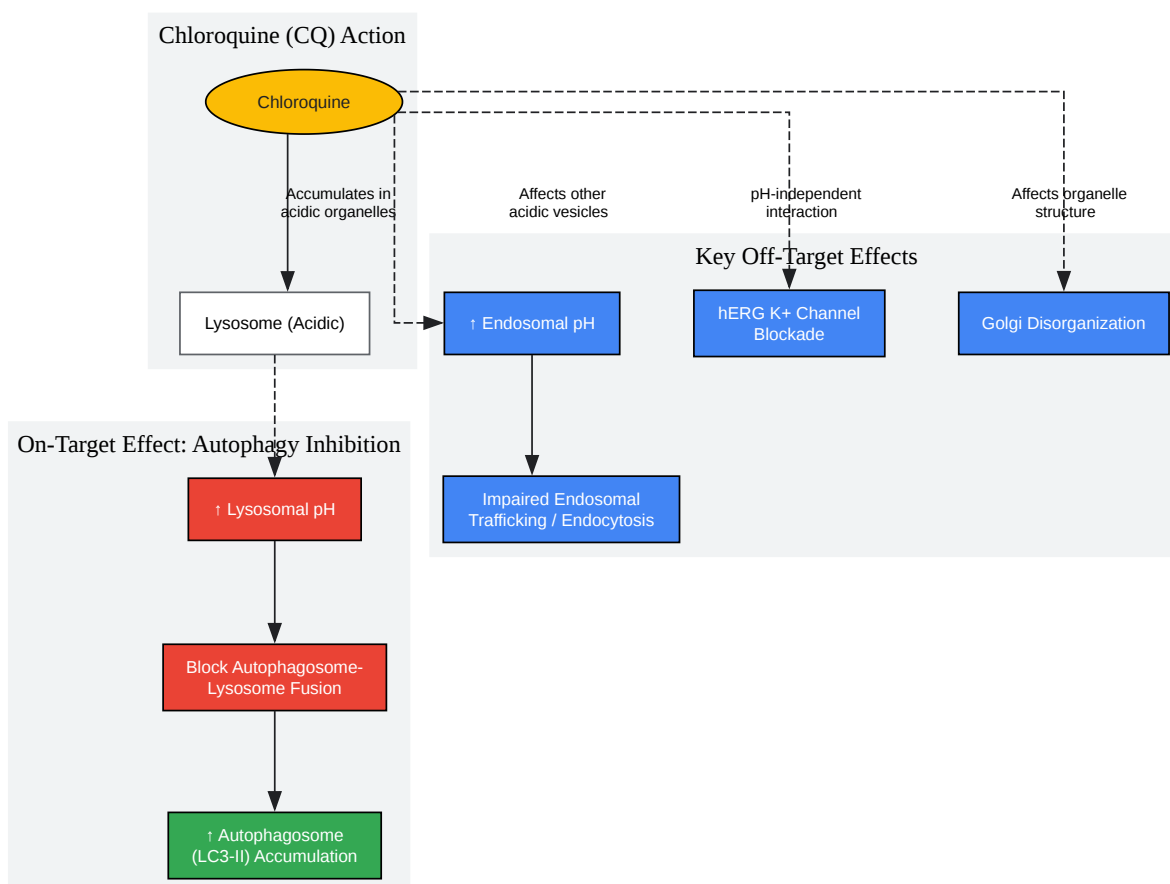 Chloroquine (CQ) Action
Chloroquine
Accumulates in
acidic organelles
Affects other
acidic vesicles
pH-independent
interaction
Affects organelle
structure
Key Off-Target Effects
Lysosome (Acidic)
↑ Endosomal pH
hERG K+ Channel
Blockade
Golgi Disorganization
On-Target Effect: Autophagy Inhibition
↑ Lysosomal pH
Impaired Endosomal
Trafficking / Endocytosis
Block Autophagosome-
Lysosome Fusion
↑ Autophagosome
(LC3-II) Accumulation